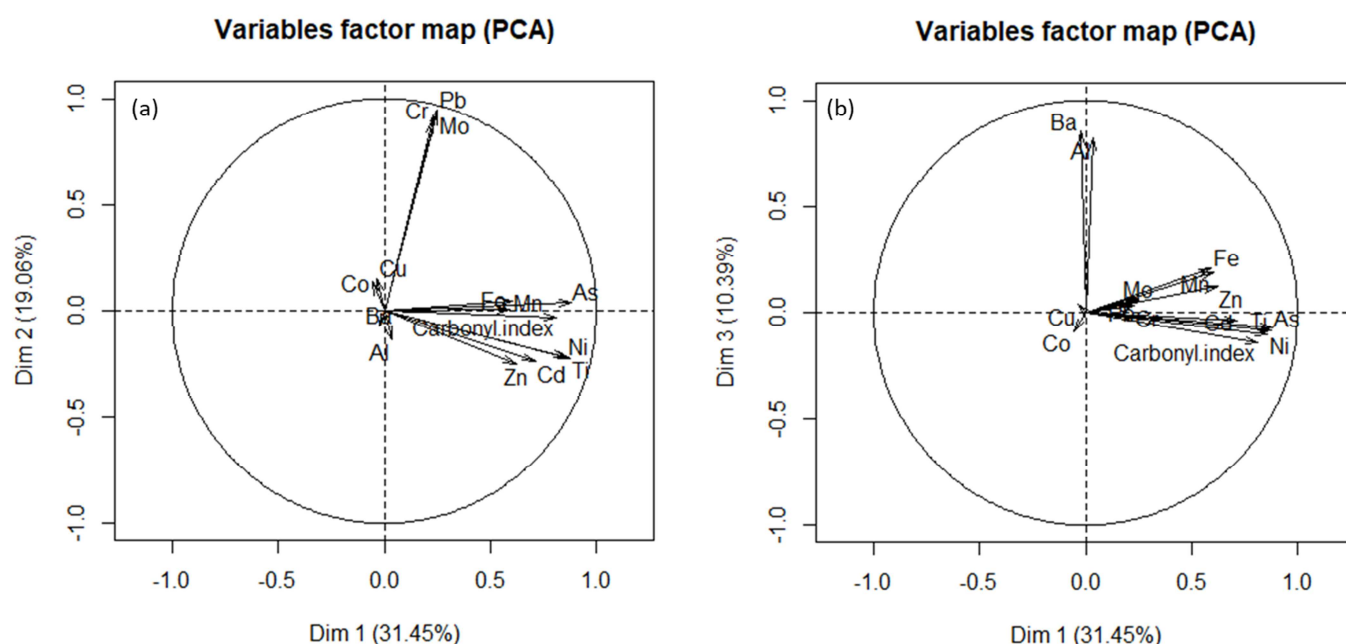 Variables factor map (PCA)
(a)
Pb
Cr
Mo
Cu
Co
As
Fe
Mn
Ba
Carbonyl.index
Al
Ni
Ti
Cd
Zn
1.0
0.5
0.0
-0.5
-1.0
Dim 2 (19.06%)
-1.0 -0.5 0.0 0.5 1.0
Dim 1 (31.45%)
Variables factor map (PCA)
(b)
Ba
Al
Fe
Mn
Mo
Zn
Cu
Cr
Cd
Ti
As
Co
Carbonyl.index
Ni
1.0
0.5
0.0
-0.5
-1.0
Dim 3 (10.39%)
-1.0 -0.5 0.0 0.5 1.0
Dim 1 (31.45%)